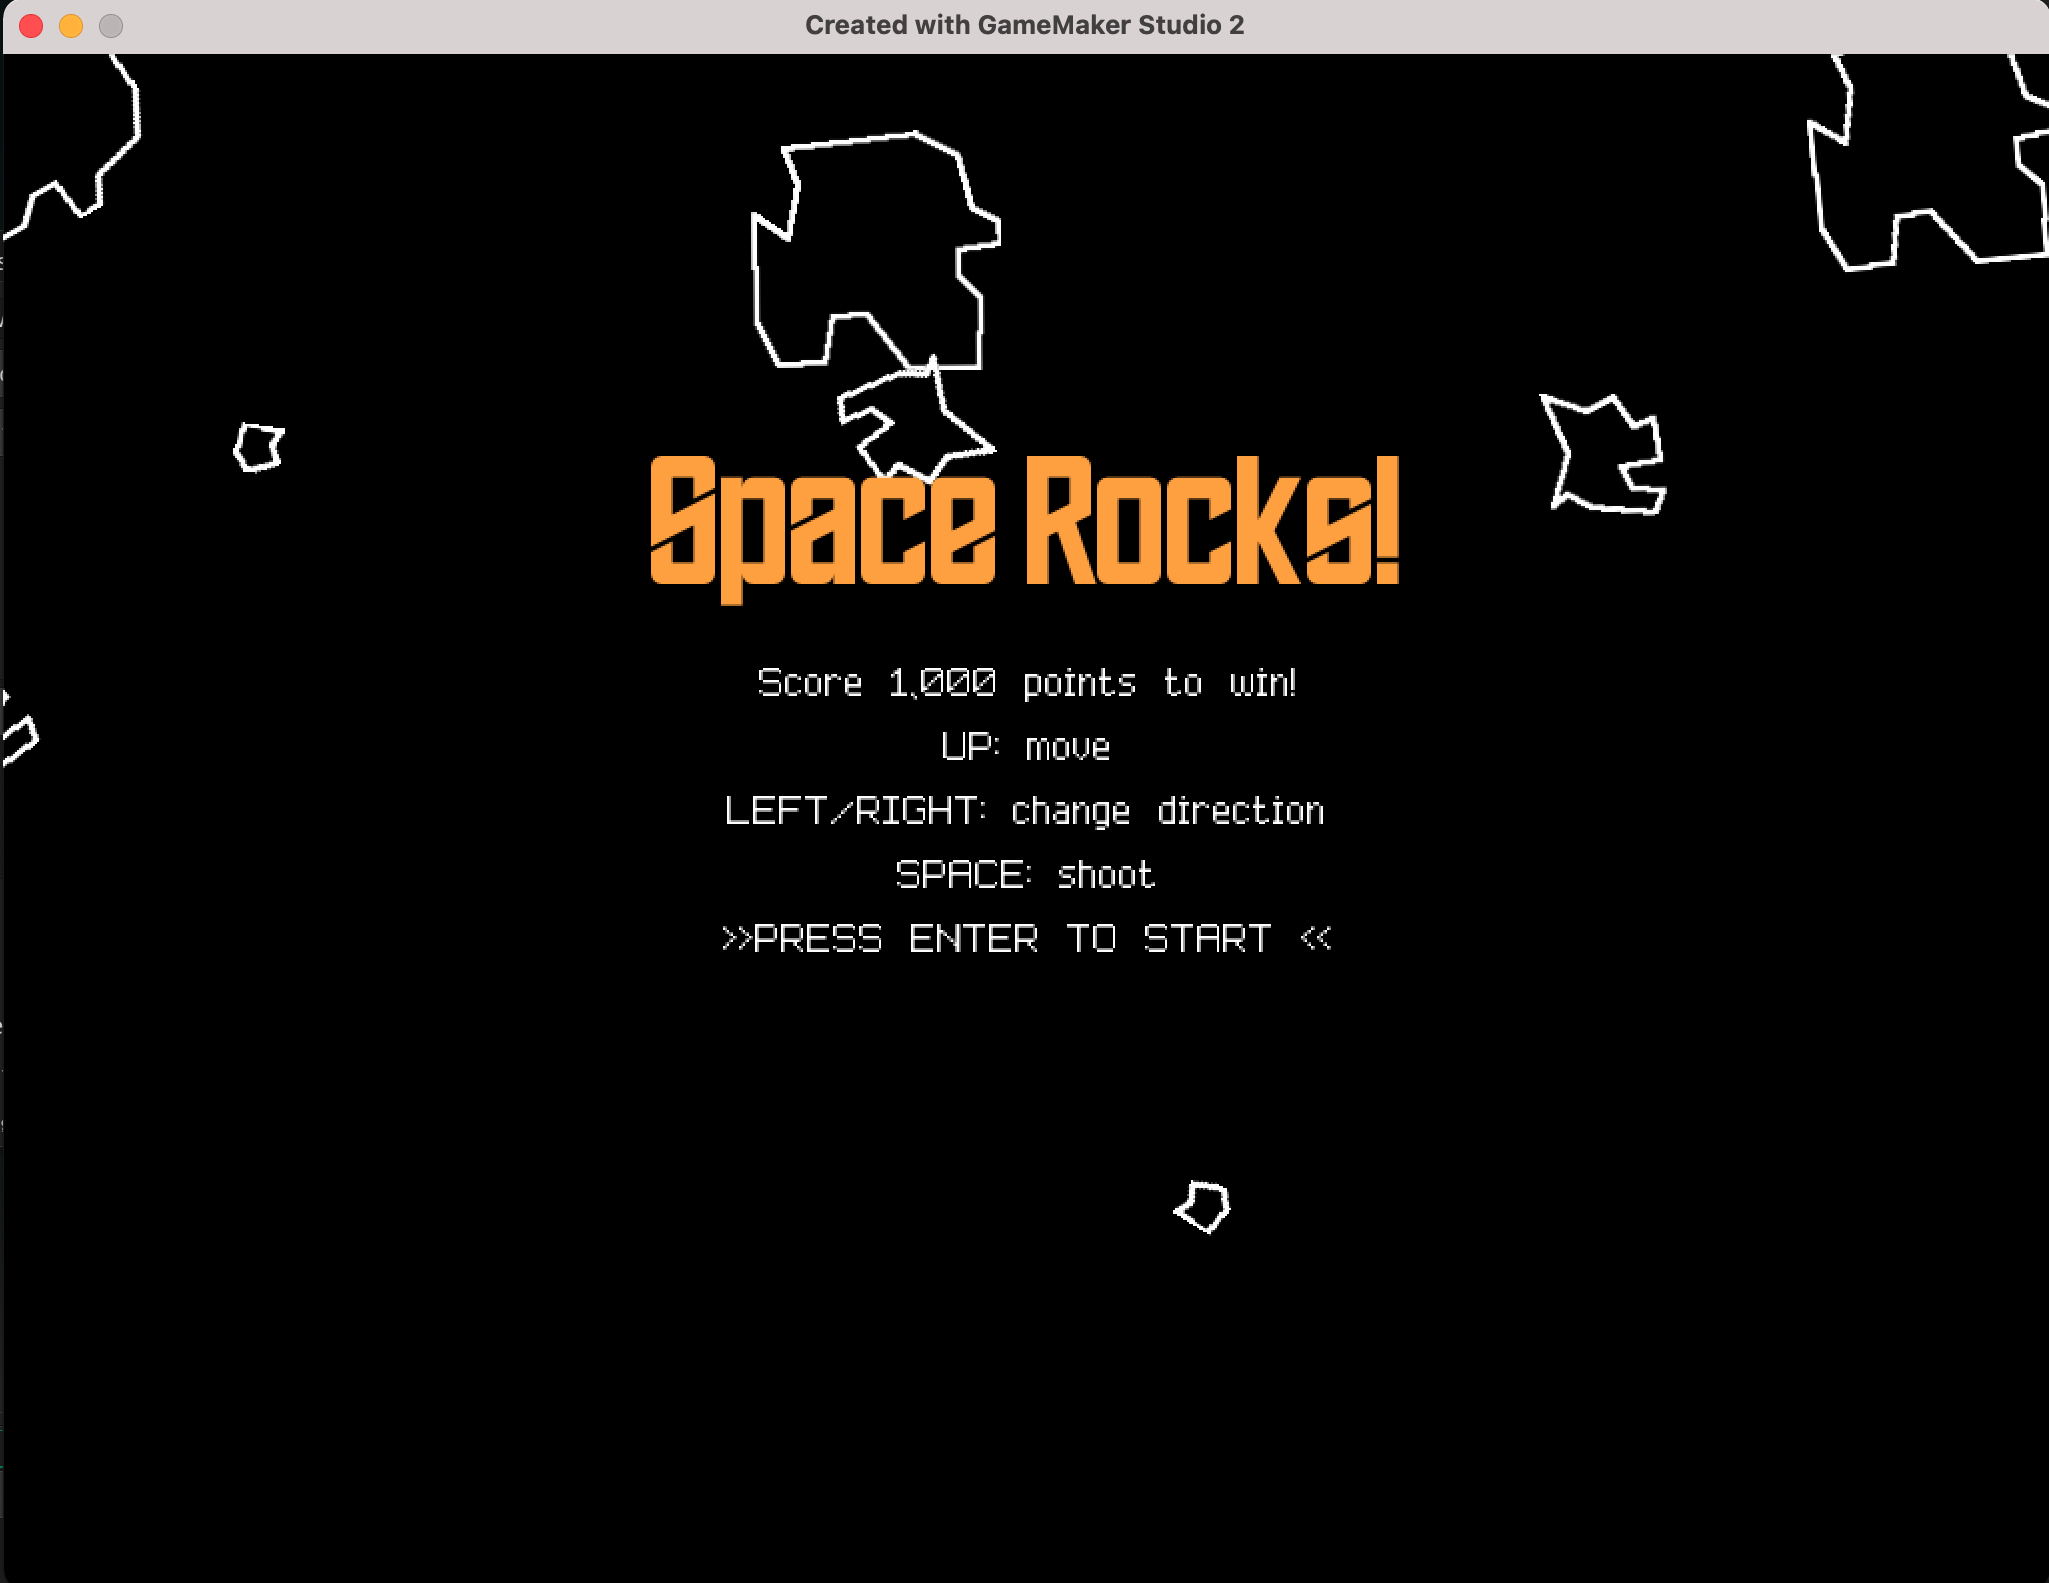 Created with GameMaker Studio 2
Space Rocks!
Score 1,000 points to win!
UP: move
LEFT/RIGHT: change direction
SPACE: shoot
>>PRESS ENTER TO START <<